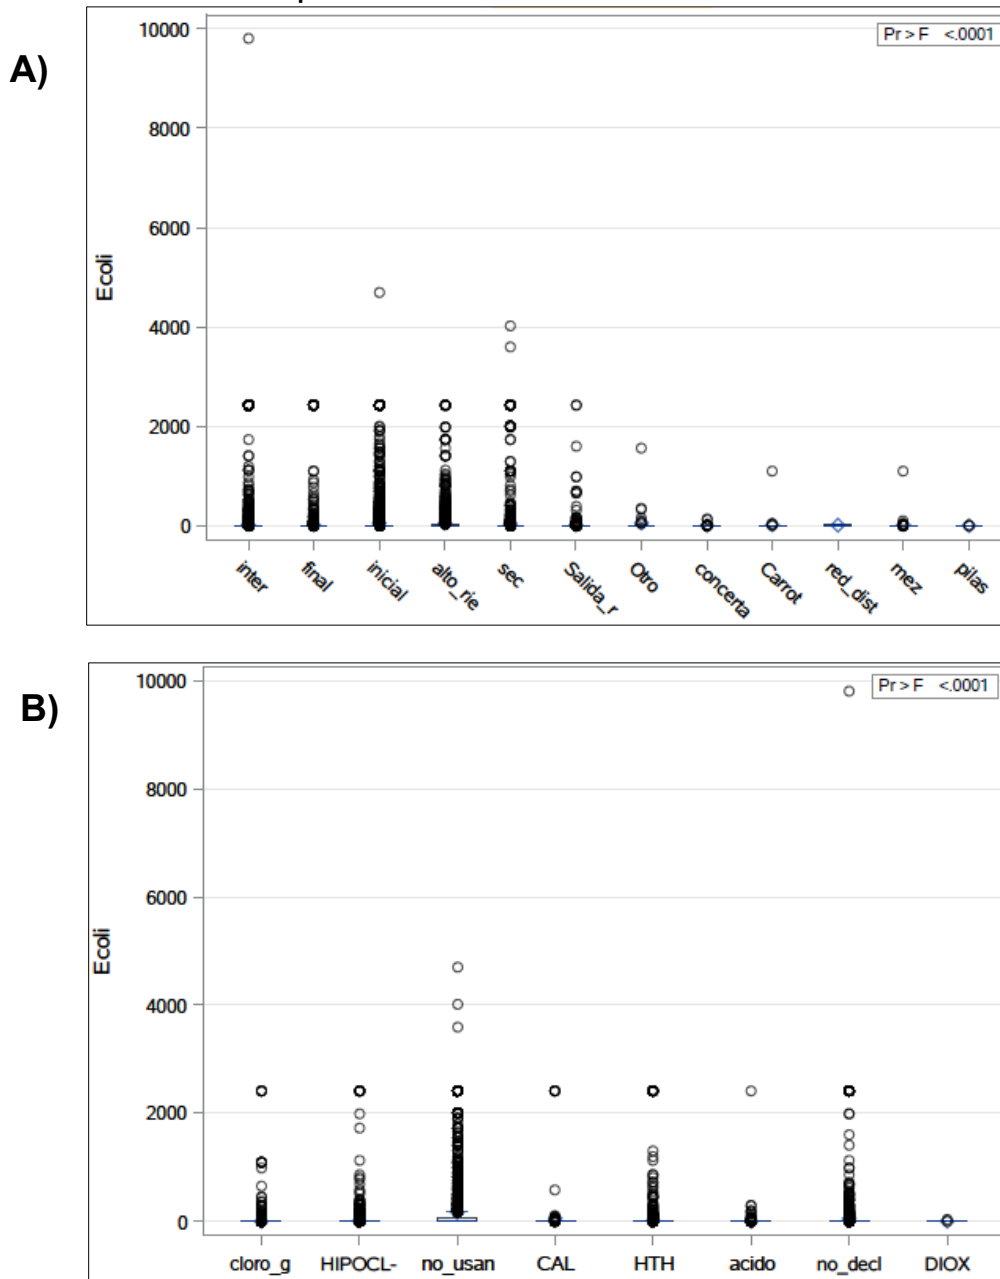 A)
10000
8000
6000
4000
2000
0
Ecoli
Pr > F <.0001
inter final inicial alto_rie sec Salida_r Otro concerta Carrot red_dist mez pilas
B)
10000
8000
6000
4000
2000
0
Ecoli
Pr > F <.0001
cloro_g HIPOCL- no_usan CAL HTH acido no_decl DIOX